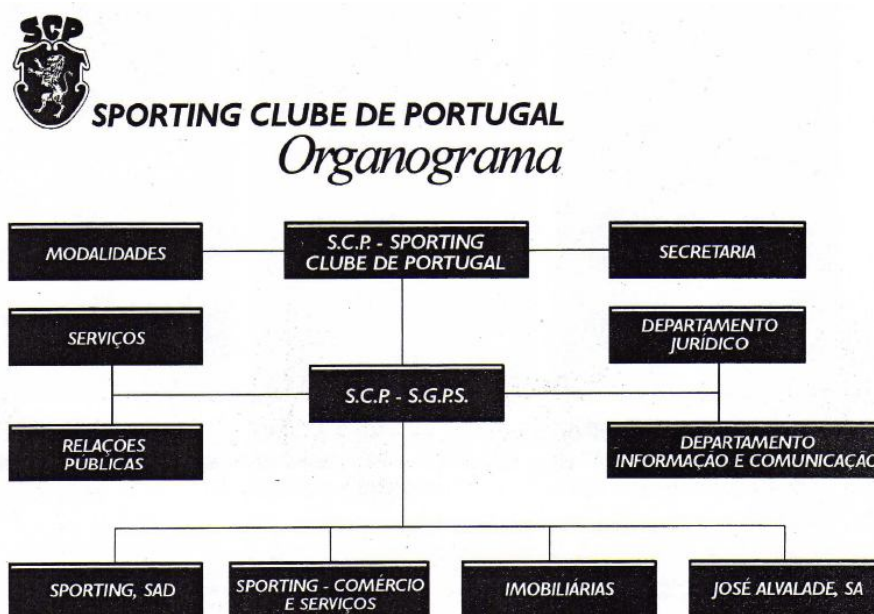 SCP
SPORTING CLUBE DE PORTUGAL
Organograma
MODALIDADES
S.C.P. - SPORTING
CLUBE DE PORTUGAL
SECRETARIA
SERVIÇOS
DEPARTAMENTO
JURÍDICO
S.C.P. - S.G.P.S.
RELAÇÕES
PÚBLICAS
DEPARTAMENTO
INFORMAÇÃO E COMUNICAÇÃO
SPORTING, SAD
SPORTING - COMÉRCIO
E SERVIÇOS
IMOBILIÁRIAS
JOSÉ ALVALADE, SA